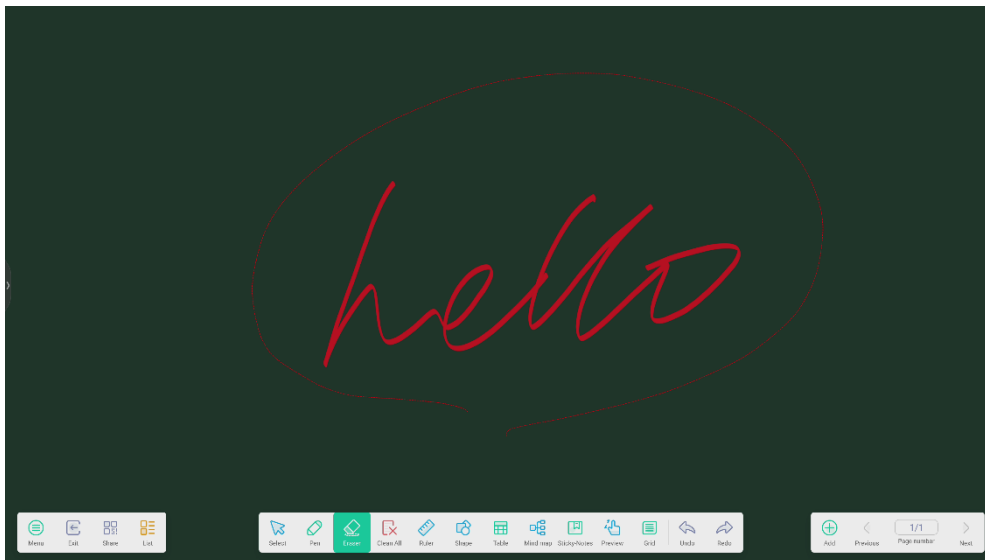 hello
Menu Exit Share List Select Pen Eraser Clean All Ruler Shape Table Mind map Sticky-Notes Preview Grid Undo Redo Add Previous 1/1 Page number Next